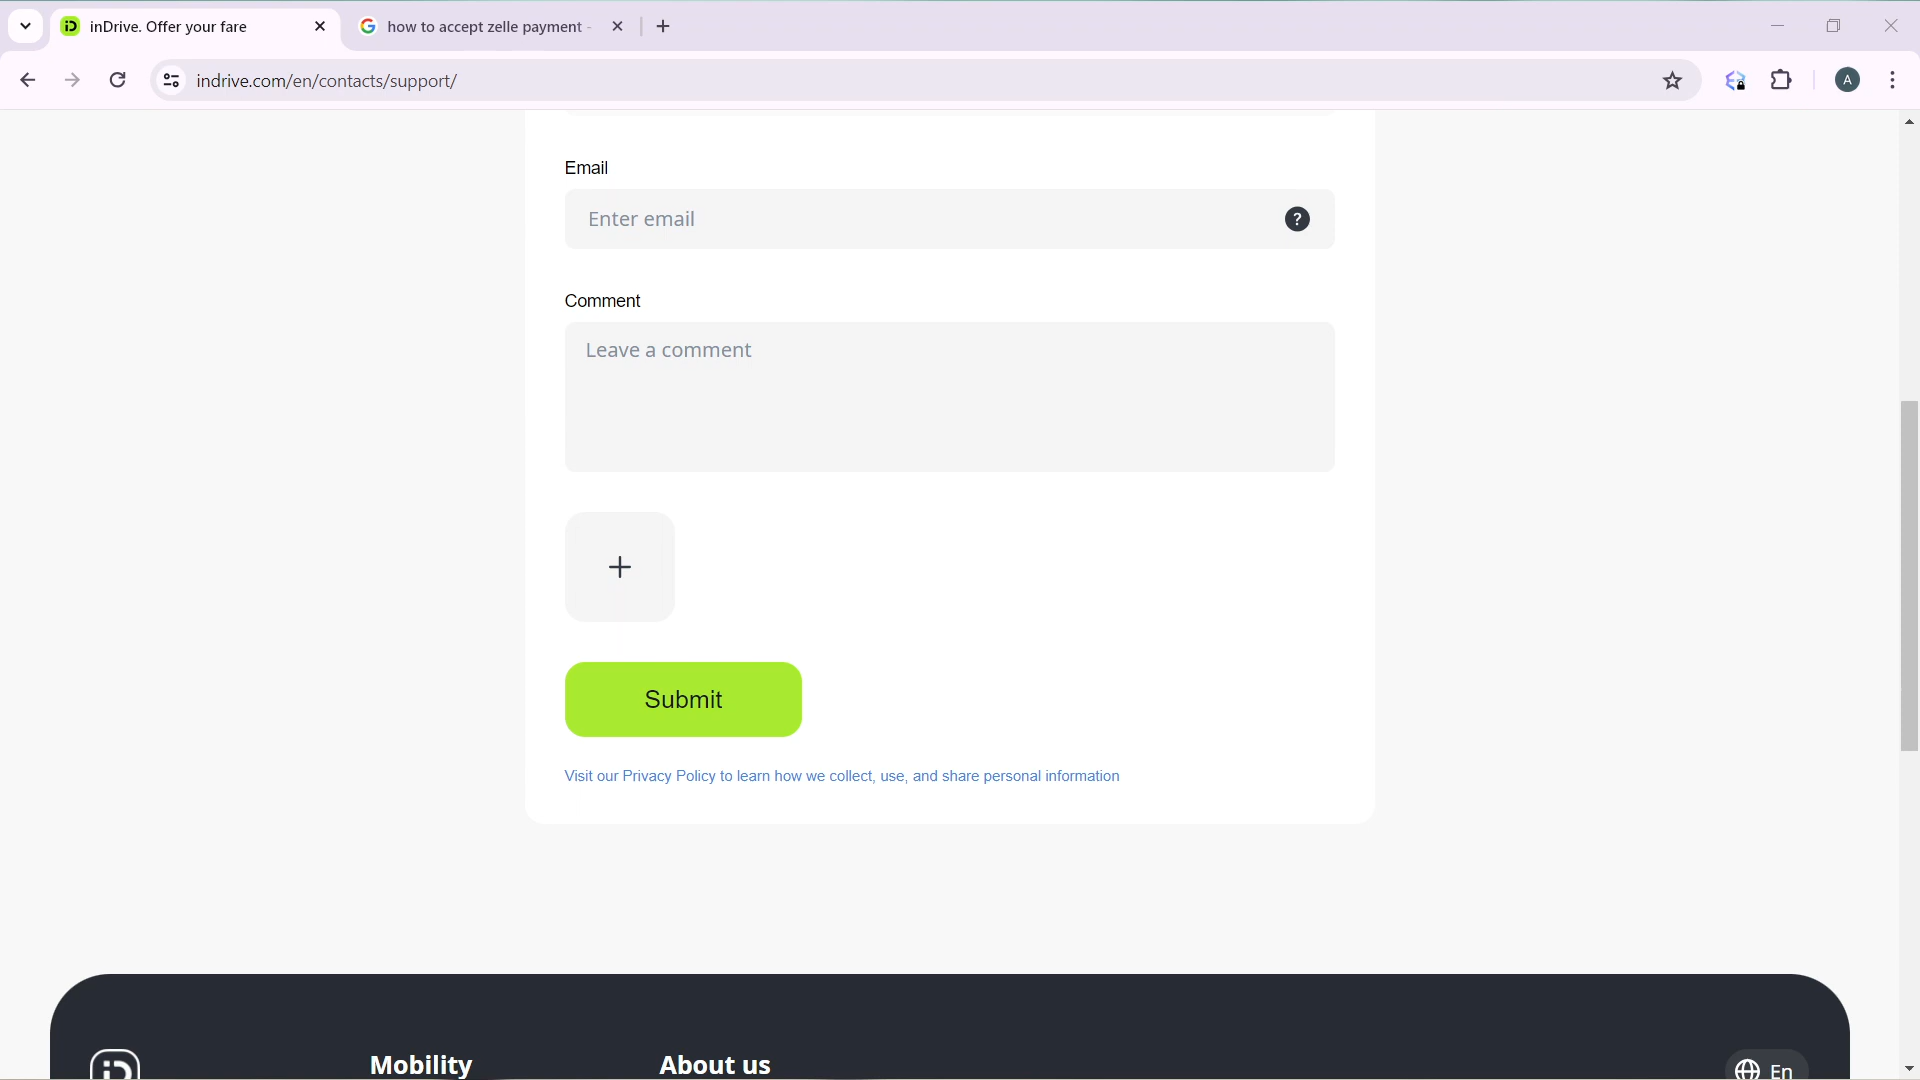 inDrive. Offer your fare
how to accept zelle payment -
indrive.com/en/contacts/support/
A
Email
Enter email
?
Comment
Leave a comment
+
Submit
Visit our Privacy Policy to learn how we collect, use, and share personal information
iD
Mobility
About us
En